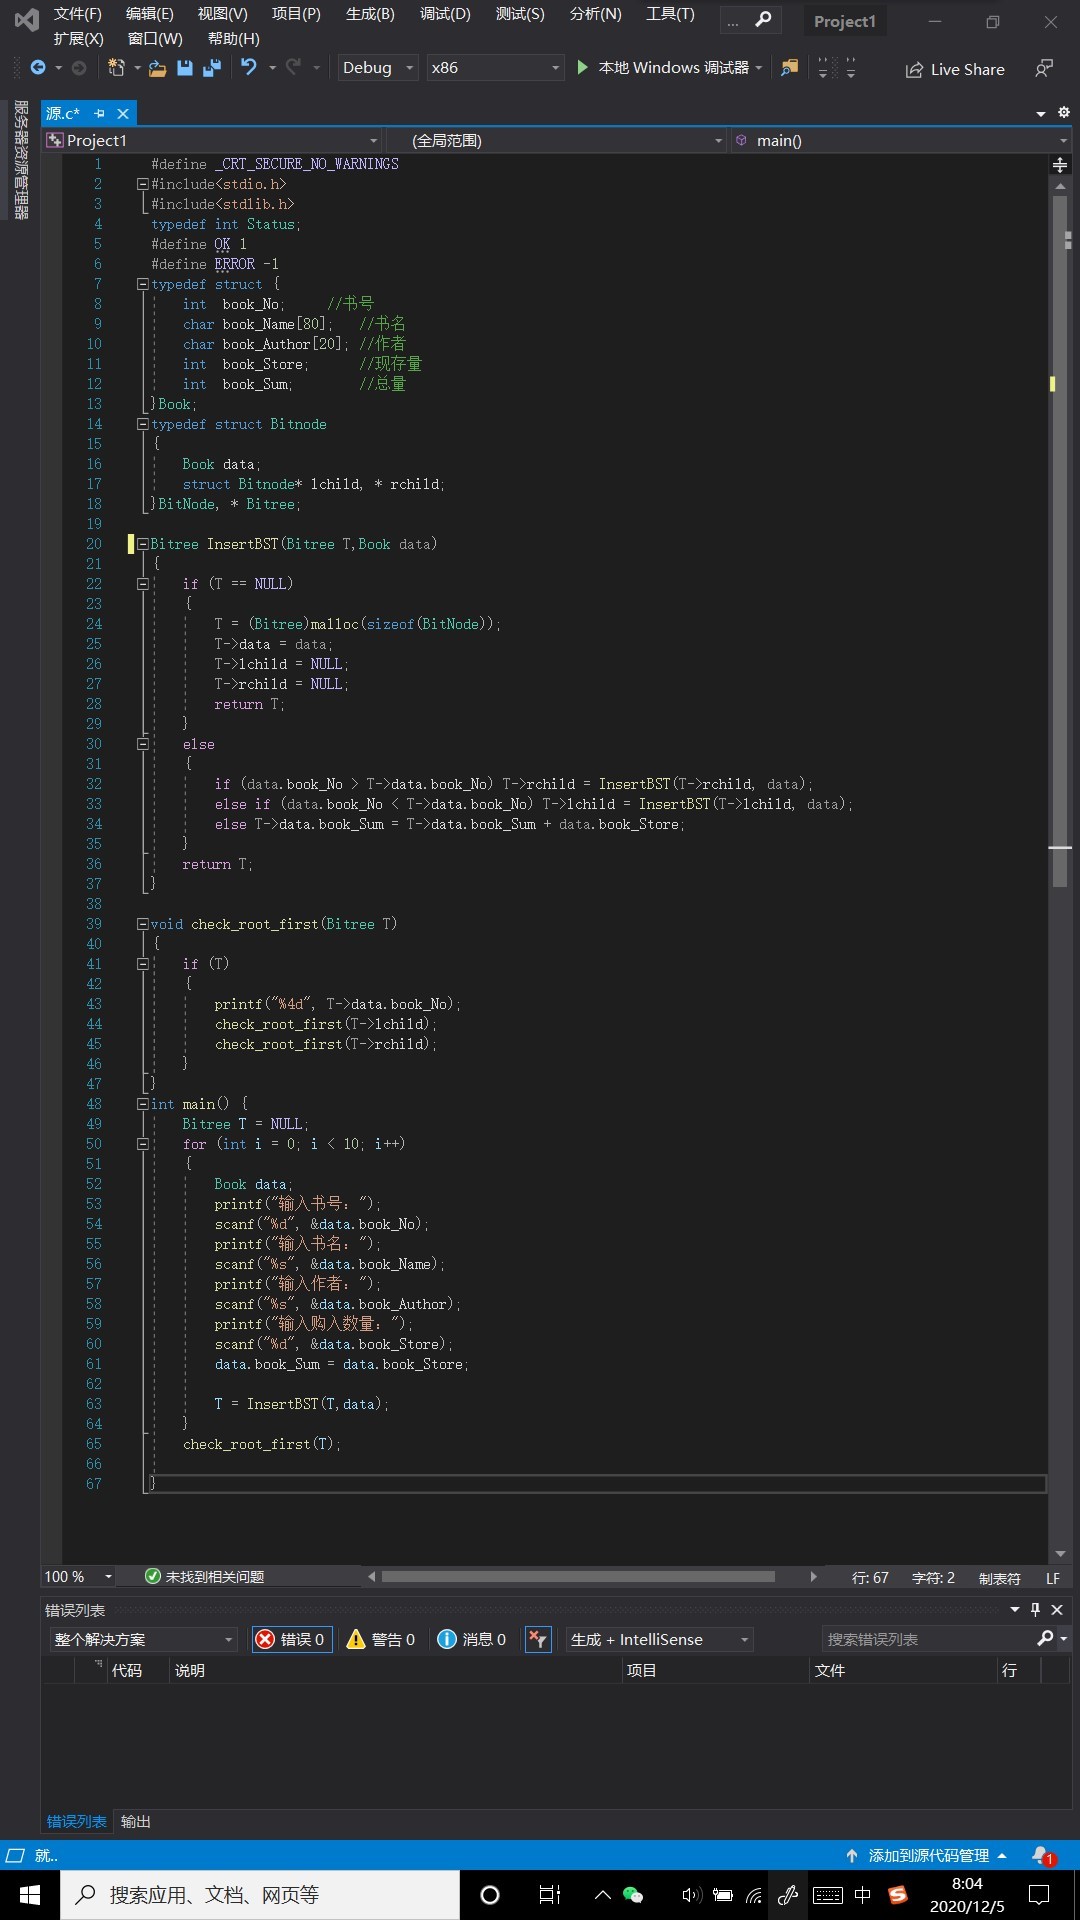 文件(F) 编辑(E) 视图(V) 项目(P) 生成(B) 调试(D) 测试(S) 分析(N) 工具(T) ... Project1
扩展(X) 窗口(W) 帮助(H)
Debug x86 本地 Windows 调试器 Live Share
服务器资源管理器
源.c*
Project1 (全局范围) main()
1 #define _CRT_SECURE_NO_WARNINGS
2 #include<stdio.h>
3 #include<stdlib.h>
4 typedef int Status;
5 #define OK 1
6 #define ERROR -1
7 typedef struct {
8 int book_No; //书号
9 char book_Name[80]; //书名
10 char book_Author[20]; //作者
11 int book_Store; //现存量
12 int book_Sum; //总量
13 }Book;
14 typedef struct Bitnode
15 {
16 Book data;
17 struct Bitnode* lchild, * rchild;
18 }BitNode, * Bitree;
19
20 Bitree InsertBST(Bitree T,Book data)
21 {
22 if (T == NULL)
23 {
24 T = (Bitree)malloc(sizeof(BitNode));
25 T->data = data;
26 T->lchild = NULL;
27 T->rchild = NULL;
28 return T;
29 }
30 else
31 {
32 if (data.book_No > T->data.book_No) T->rchild = InsertBST(T->rchild, data);
33 else if (data.book_No < T->data.book_No) T->lchild = InsertBST(T->lchild, data);
34 else T->data.book_Sum = T->data.book_Sum + data.book_Store;
35 }
36 return T;
37 }
38
39 void check_root_first(Bitree T)
40 {
41 if (T)
42 {
43 printf("%4d", T->data.book_No);
44 check_root_first(T->lchild);
45 check_root_first(T->rchild);
46 }
47 }
48 int main() {
49 Bitree T = NULL;
50 for (int i = 0; i < 10; i++)
51 {
52 Book data;
53 printf("输入书号：");
54 scanf("%d", &data.book_No);
55 printf("输入书名：");
56 scanf("%s", &data.book_Name);
57 printf("输入作者：");
58 scanf("%s", &data.book_Author);
59 printf("输入购入数量：");
60 scanf("%d", &data.book_Store);
61 data.book_Sum = data.book_Store;
62
63 T = InsertBST(T,data);
64 }
65 check_root_first(T);
66
67 }
100 % 未找到相关问题 行: 67 字符: 2 制表符 LF
错误列表
整个解决方案 错误 0 警告 0 消息 0 生成 + IntelliSense 搜索错误列表
代码 说明 项目 文件 行
错误列表 输出
就.. 添加到源代码管理 1
搜索应用、文档、网页等 中 S 8:04
2020/12/5